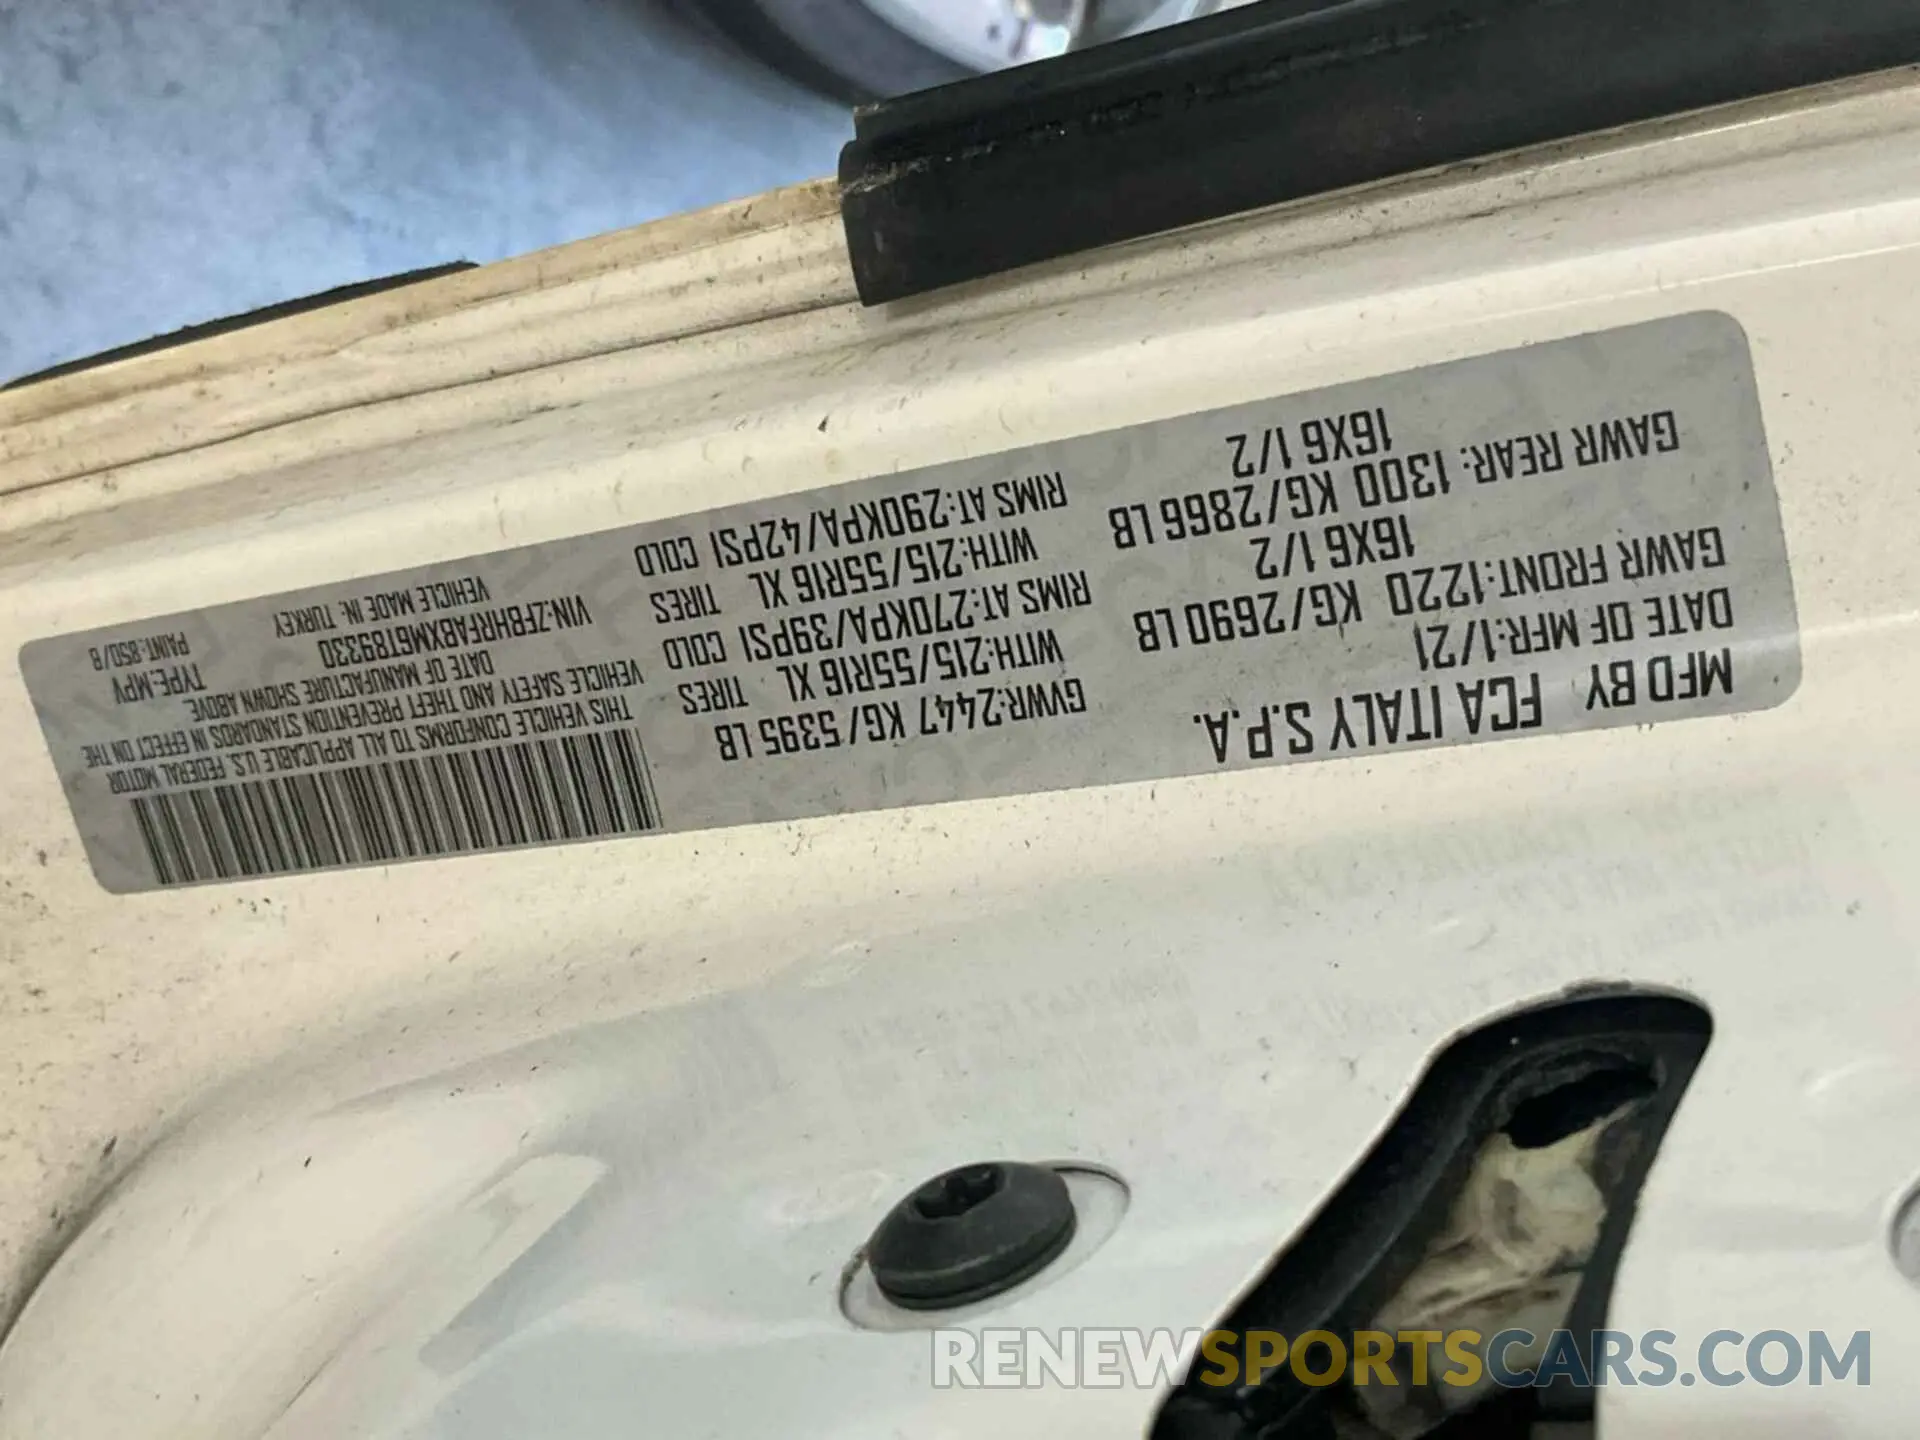 MFD BY FCA ITALY S.P.A.
DATE OF MFR:1/21
GAWR FRONT:1220 KG/2690 LB
16X6 1/2
GAWR REAR: 1300 KG/2866 LB
16X6 1/2
GVWR:2447 KG/5395 LB
WITH:215/55R16 XL TIRES
RIMS AT:270KPA/39PSI COLD
WITH:215/55R16 XL TIRES
RIMS AT:290KPA/42PSI COLD
THIS VEHICLE CONFORMS TO ALL APPLICABLE U.S. FEDERAL MOTOR
VEHICLE SAFETY AND THEFT PREVENTION STANDARDS IN EFFECT ON THE
DATE OF MANUFACTURE SHOWN ABOVE.
VIN:ZFBHRFABXM6T89330 TYPE:MPV
VEHICLE MADE IN: TURKEY PAINT:850/B
RENEWSPORTSCARS.COM